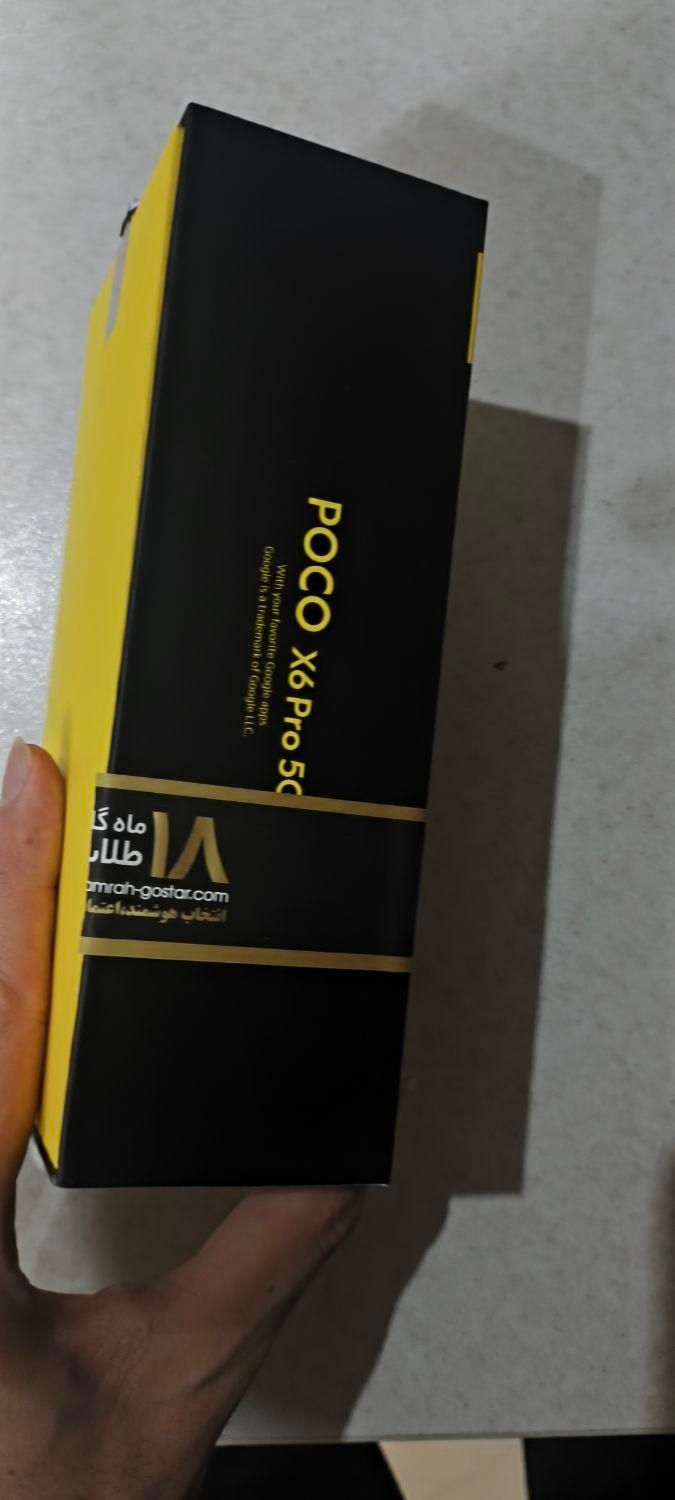 POCO X6 Pro 5G
With your favorite Google apps
Google is a trademark of Google LLC.
۱۸ ماه
amrah-gostar.com
انتخاب هوشمند،